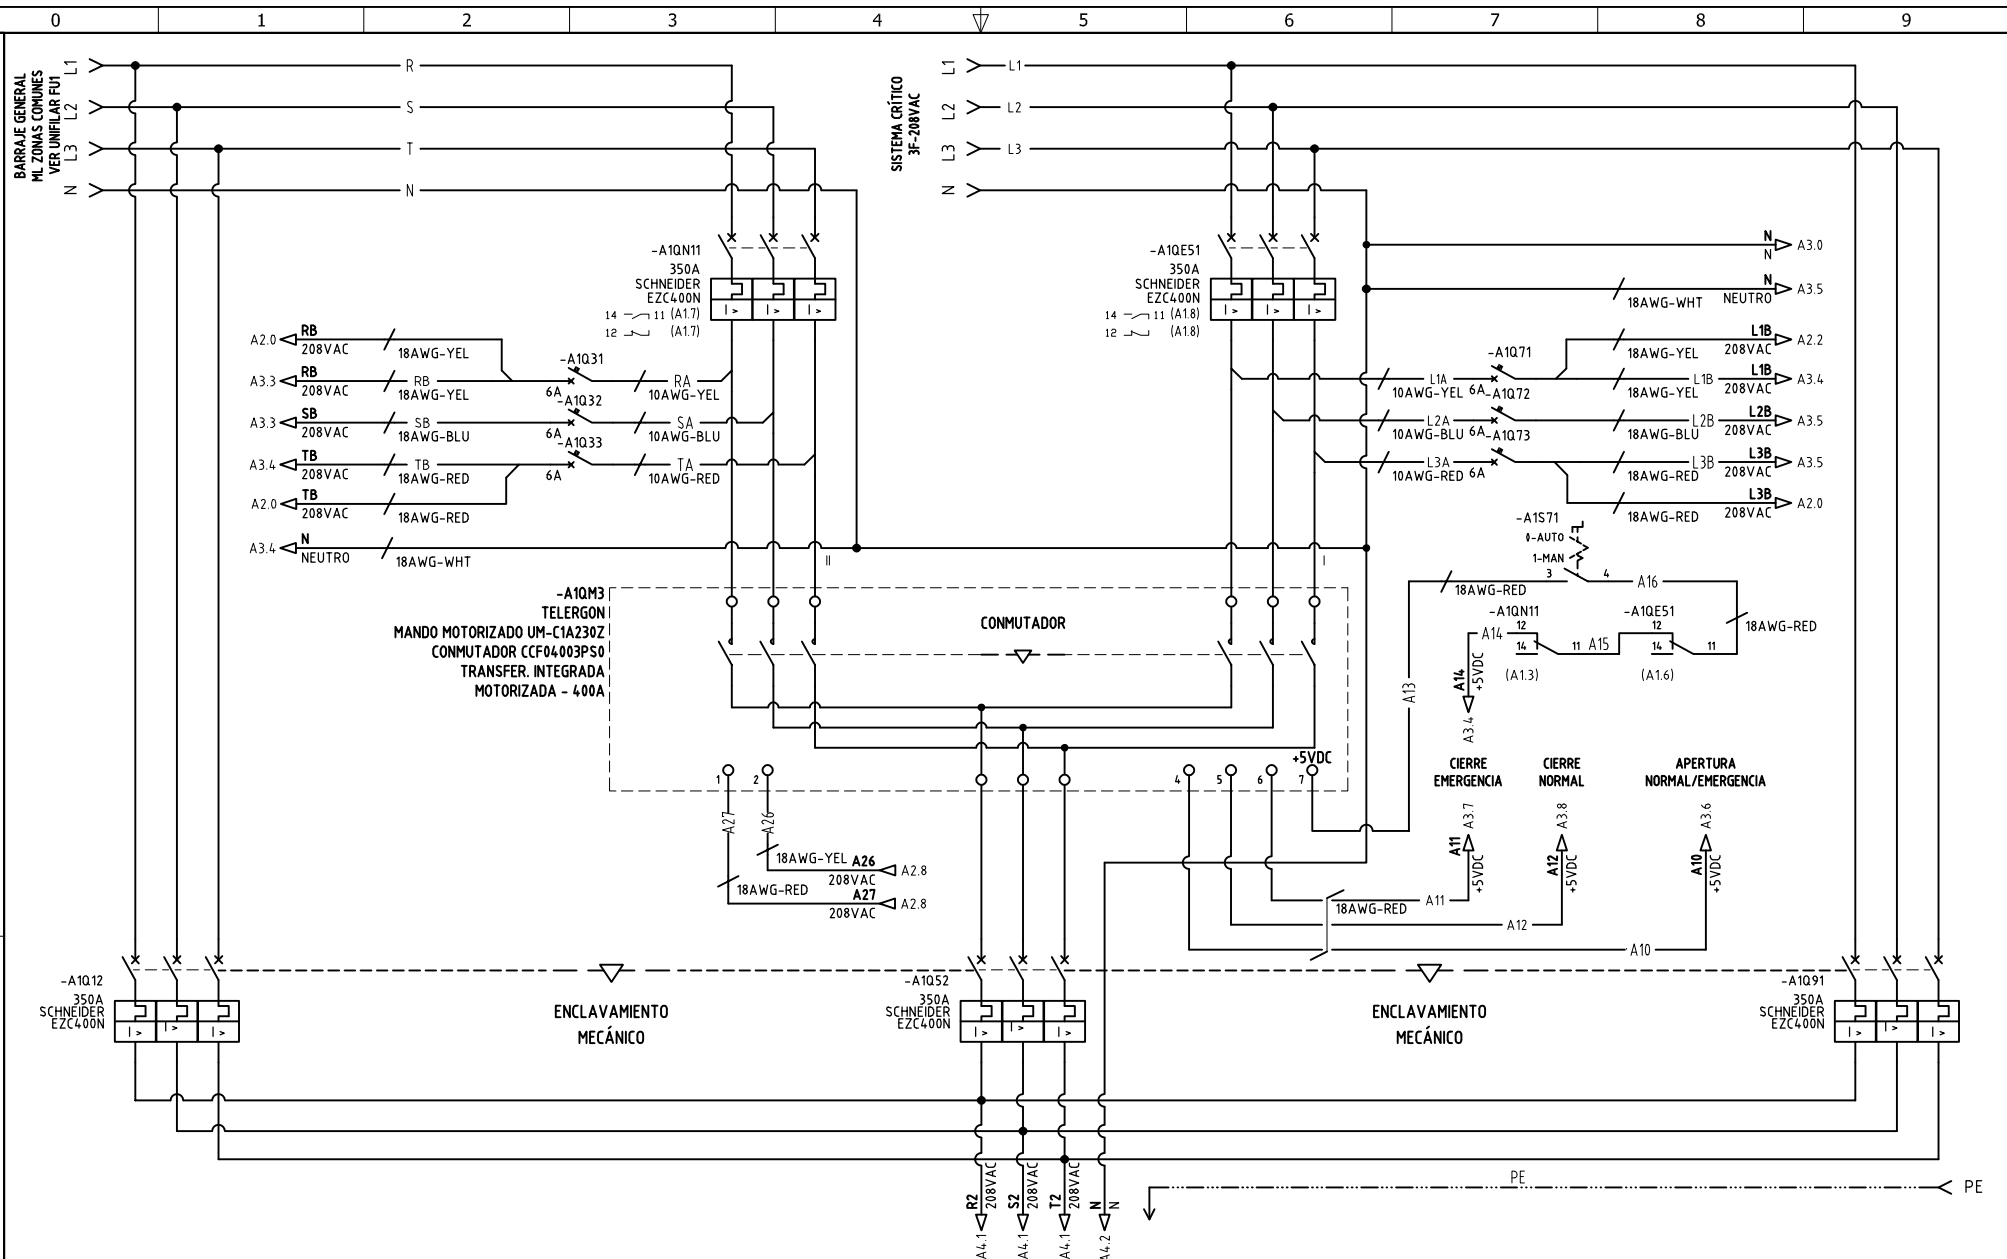 0 1 2 3 4 5 6 7 8 9
BARRAJE GENERAL
ML ZONAS COMUNES
VER UNIFILAR FU1
L1
L2
L3
N
R
S
T
N
SISTEMA CRÍTICO
3F-208VAC
L1
L2
L3
N
L1
L2
L3
-A1QN11
350A
SCHNEIDER
EZC400N
14 11 (A1.7)
12 (A1.7)
-A1QE51
350A
SCHNEIDER
EZC400N
14 11 (A1.8)
12 (A1.8)
N
N
A3.0
18AWG-WHT
N
NEUTRO
A3.5
A2.0
RB
208VAC
18AWG-YEL
A3.3
RB
208VAC
RB
18AWG-YEL
-A1Q31
6A
RA
10AWG-YEL
A3.3
SB
208VAC
SB
18AWG-BLU
-A1Q32
6A
SA
10AWG-BLU
A3.4
TB
208VAC
TB
18AWG-RED
-A1Q33
6A
TA
10AWG-RED
A2.0
TB
208VAC
18AWG-RED
A3.4
N
NEUTRO
18AWG-WHT
II
I
18AWG-YEL
L1B
208VAC
A2.2
L1A
10AWG-YEL
-A1Q71
6A
18AWG-YEL
L1B
L1B
208VAC
A3.4
L2A
10AWG-BLU
-A1Q72
6A
18AWG-BLU
L2B
L2B
208VAC
A3.5
L3A
10AWG-RED
-A1Q73
6A
18AWG-RED
L3B
L3B
208VAC
A3.5
18AWG-RED
L3B
208VAC
A2.0
-A1S71
0-AUTO
1-MAN
3 4
A16
18AWG-RED
-A1QN11
12
14
11
(A1.3)
A14
A15
-A1QE51
12
14
11
(A1.6)
18AWG-RED
A14
+5VDC
A3.4
A13
-A1QM3
TELERGON
MANDO MOTORIZADO UM-C1A230Z
CONMUTADOR CCF04003PS0
TRANSFER. INTEGRADA
MOTORIZADA - 400A
CONMUTADOR
1 2 4 5 6 7
+5VDC
A27
A26
18AWG-YEL
A26
208VAC
A2.8
18AWG-RED
A27
208VAC
A2.8
CIERRE
EMERGENCIA
CIERRE
NORMAL
APERTURA
NORMAL/EMERGENCIA
A3.7
A11
+5VDC
A3.8
A12
+5VDC
A3.6
A10
+5VDC
18AWG-RED
A11
A12
A10
-A1Q12
350A
SCHNEIDER
EZC400N
ENCLAVAMIENTO
MECÁNICO
-A1Q52
350A
SCHNEIDER
EZC400N
ENCLAVAMIENTO
MECÁNICO
-A1Q91
350A
SCHNEIDER
EZC400N
I> I> I>
I> I> I>
I> I> I>
I> I> I>
I> I> I>
R2
208VAC
A4.1
S2
208VAC
A4.1
T2
208VAC
A4.1
N
N
A4.2
PE
PE